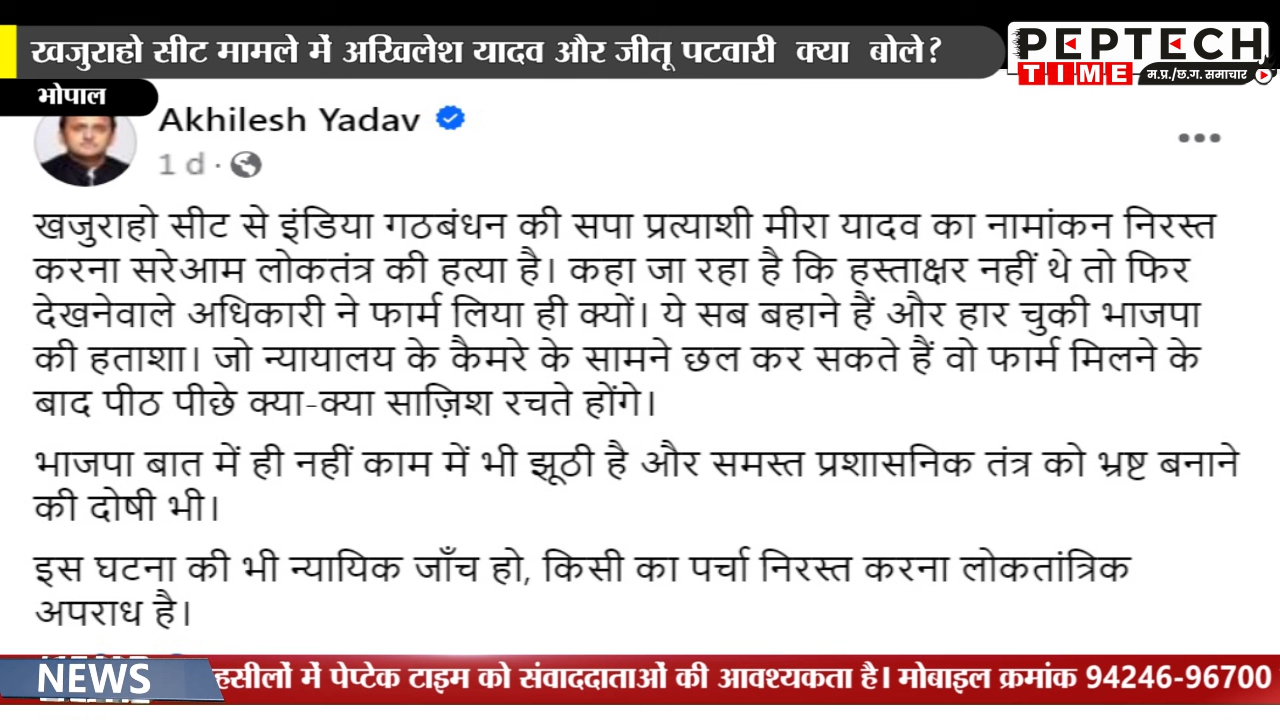 खजुराहो सीट मामले में अखिलेश यादव और जीतू पटवारी क्या बोले?
PEPTECH
TIME म.प्र./छ.ग. समाचार
भोपाल
Akhilesh Yadav
1 d ·
खजुराहो सीट से इंडिया गठबंधन की सपा प्रत्याशी मीरा यादव का नामांकन निरस्त
करना सरेआम लोकतंत्र की हत्या है। कहा जा रहा है कि हस्ताक्षर नहीं थे तो फिर
देखनेवाले अधिकारी ने फार्म लिया ही क्यों। ये सब बहाने हैं और हार चुकी भाजपा
की हताशा। जो न्यायालय के कैमरे के सामने छल कर सकते हैं वो फार्म मिलने के
बाद पीठ पीछे क्या-क्या साज़िश रचते होंगे।
भाजपा बात में ही नहीं काम में भी झूठी है और समस्त प्रशासनिक तंत्र को भ्रष्ट बनाने
की दोषी भी।
इस घटना की भी न्यायिक जाँच हो, किसी का पर्चा निरस्त करना लोकतांत्रिक
अपराध है।
NEWS हसीलों में पेप्टेक टाइम को संवाददाताओं की आवश्यकता है। मोबाइल क्रमांक 94246-96700